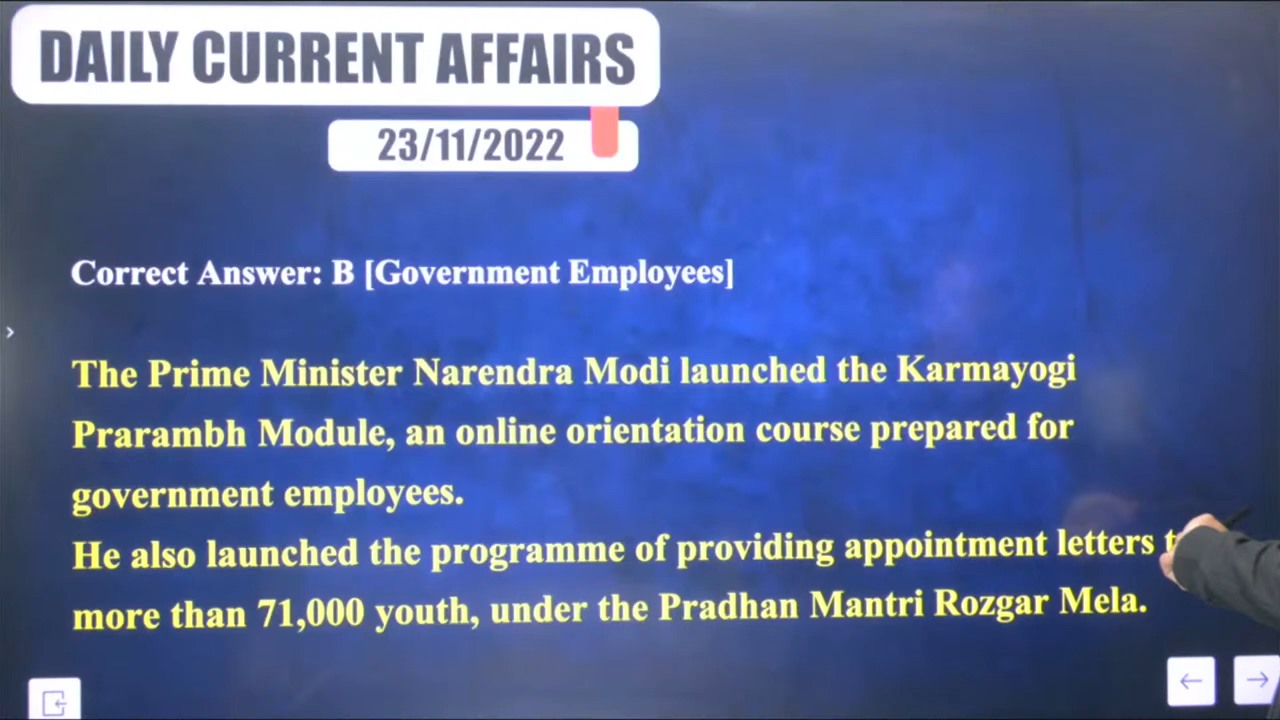 DAILY CURRENT AFFAIRS
23/11/2022
Correct Answer: B [Government Employees]
The Prime Minister Narendra Modi launched the Karmayogi
Prarambh Module, an online orientation course prepared for
government employees.
He also launched the programme of providing appointment letters
more than 71,000 youth, under the Pradhan Mantri Rozgar Mela.